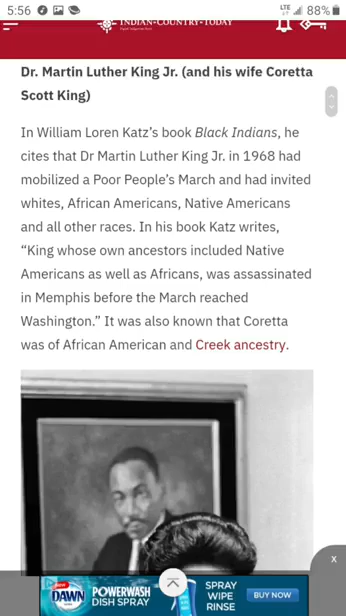 5:56
LTE
88%
INDIAN-COUNTRY-TODAY
Dr. Martin Luther King Jr. (and his wife Coretta
Scott King)
In William Loren Katz's book Black Indians, he
cites that Dr Martin Luther King Jr. in 1968 had
mobilized a Poor People's March and had invited
whites, African Americans, Native Americans
and all other races. In his book Katz writes,
“King whose own ancestors included Native
Americans as well as Africans, was assassinated
in Memphis before the March reached
Washington.” It was also known that Coretta
was of African American and Creek ancestry.
x
NEW
DAWN
POWERWASH
DISH SPRAY
SPRAY
WIPE
RINSE
BUY NOW